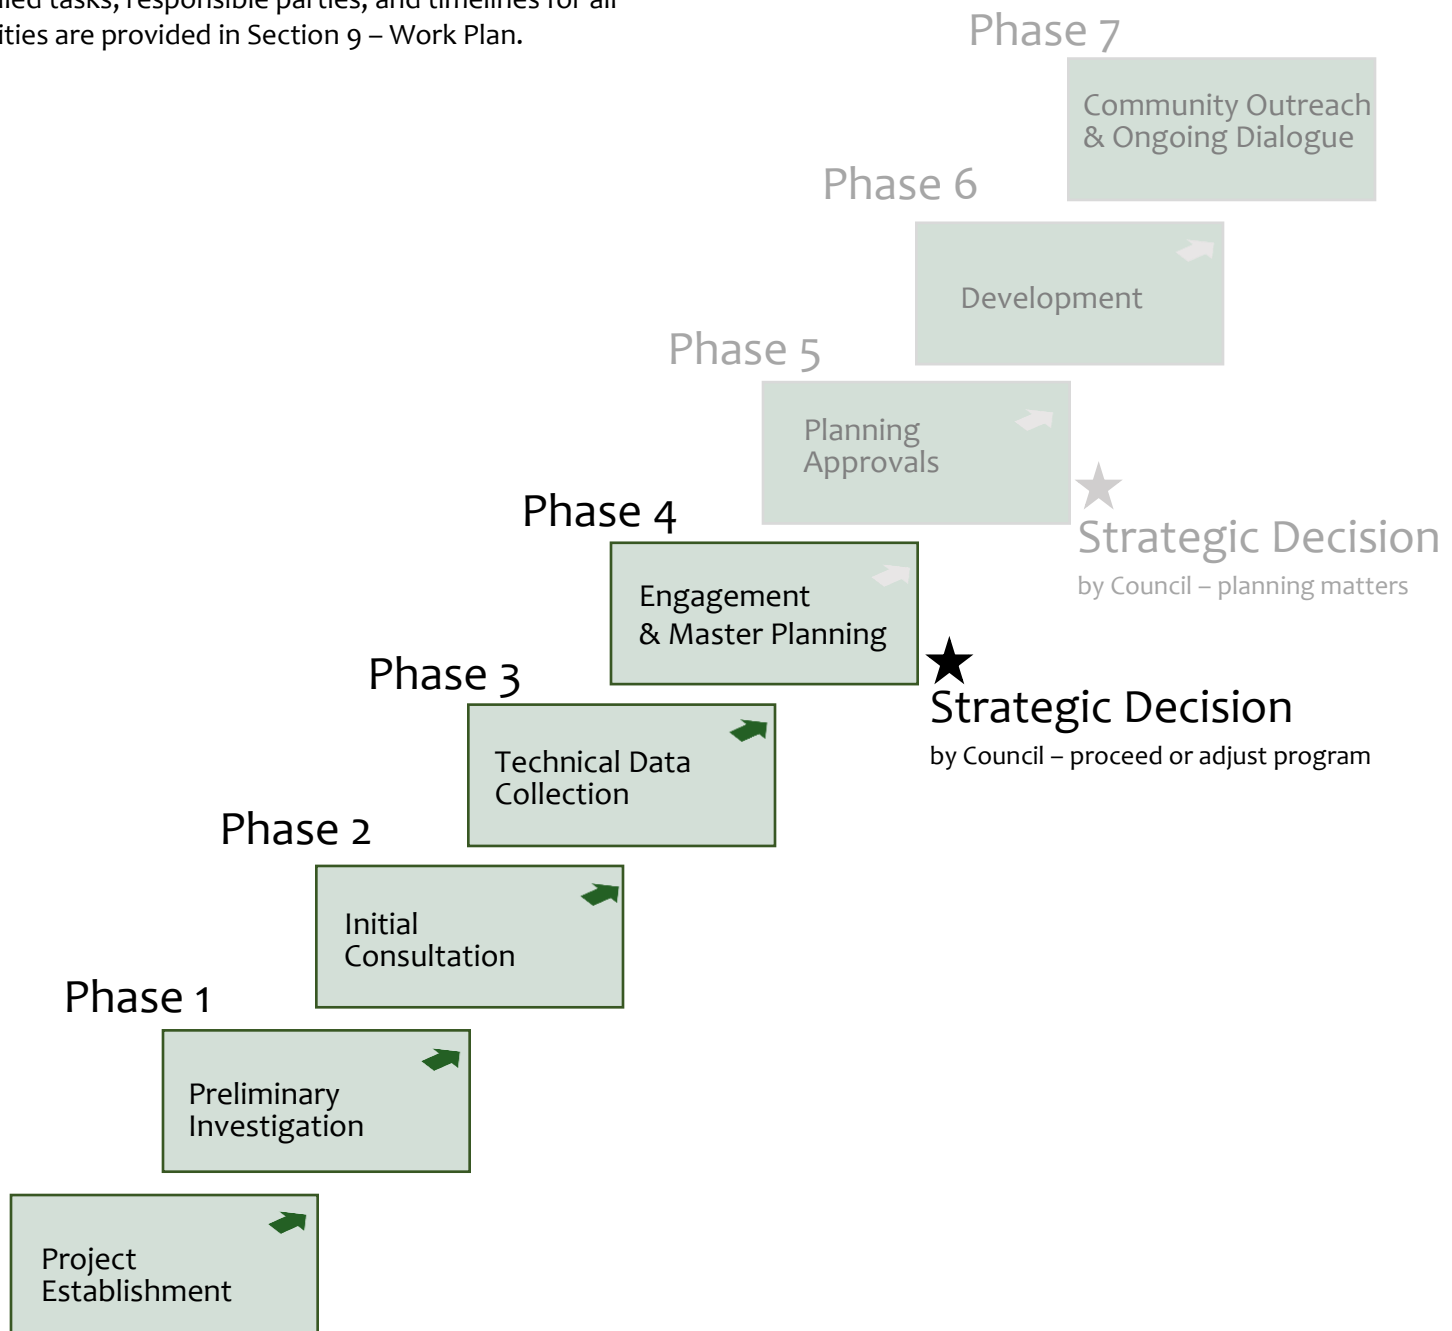 ities are provided in Section 9 – Work Plan.
Phase 7
Community Outreach
& Ongoing Dialogue
Phase 6
Development
Phase 5
Planning
Approvals
Strategic Decision
by Council – planning matters
Phase 4
Engagement
& Master Planning
Strategic Decision
by Council – proceed or adjust program
Phase 3
Technical Data
Collection
Phase 2
Initial
Consultation
Phase 1
Preliminary
Investigation
Project
Establishment